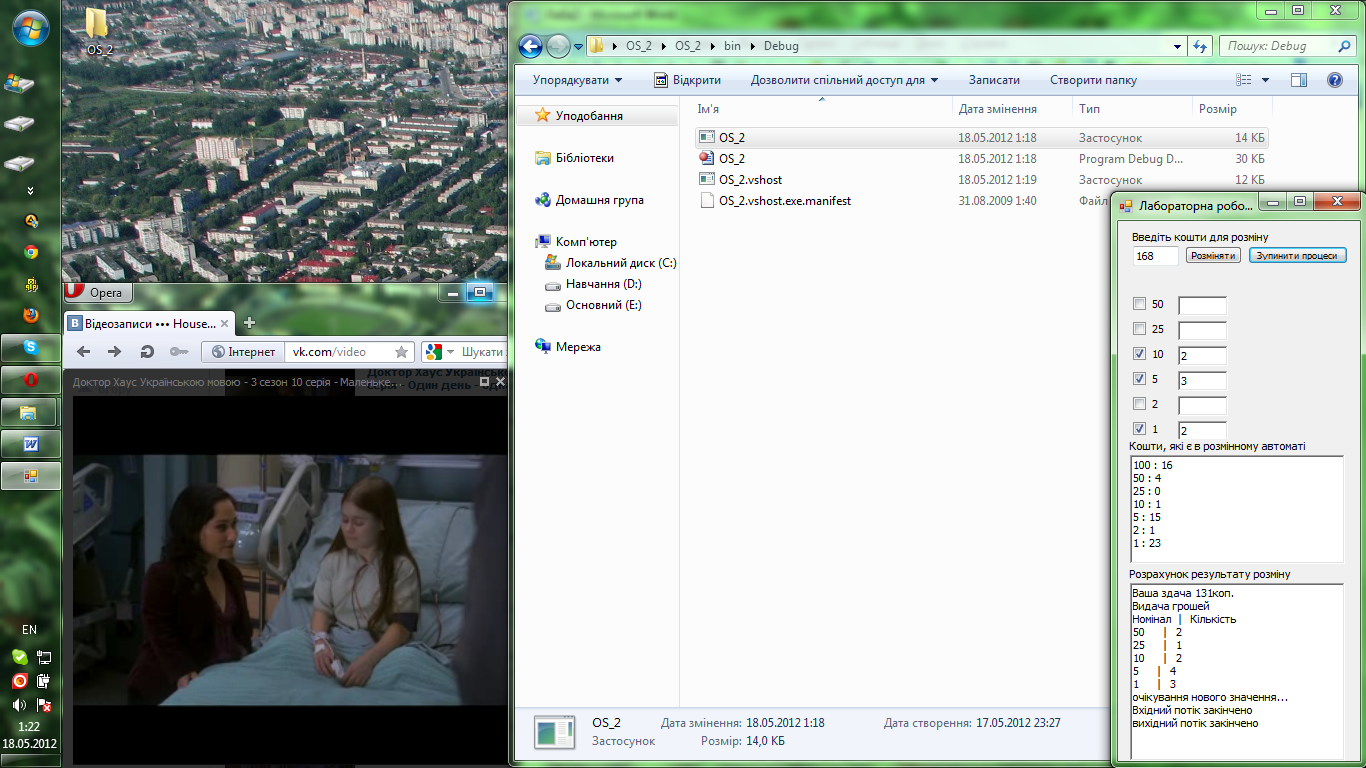 OS_2
EN
1:22
18.05.2012
OS_2
OS_2
bin
Debug
Пошук: Debug
Упорядкувати
Відкрити
Дозволити спільний доступ для
Записати
Створити папку
Уподобання
Бібліотеки
Домашня група
Комп'ютер
Локальний диск (C:)
Навчання (D:)
Основний (E:)
Мережа
Ім'я Дата змінення Тип Розмір
OS_2 18.05.2012 1:18 Застосунок 14 КБ
OS_2 18.05.2012 1:18 Program Debug D... 30 КБ
OS_2.vshost 18.05.2012 1:19 Застосунок 12 КБ
OS_2.vshost.exe.manifest 31.08.2009 1:40
OS_2 Дата змінення: 18.05.2012 1:18 Дата створення: 17.05.2012 23:27
Застосунок Розмір: 14,0 КБ
Opera
Відеозаписи ••• House...
Інтернет vk.com/video Шукати
Доктор Хаус Українською мовою - 3 сезон 10 серія - Маленьке...
Лабораторна робо...
Введіть кошти для розміну
168 Розміняти Зупинити процеси
50
25
10 2
5 3
2
1 2
Кошти, які є в розмінному автоматі
100 : 16
50 : 4
25 : 0
10 : 1
5 : 15
2 : 1
1 : 23
Розрахунок результату розміну
Ваша здача 131коп.
Видача грошей
Номінал | Кількість
50 | 2
25 | 1
10 | 2
5 | 4
1 | 3
очікування нового значення...
Вхідний потік закінчено
вихідний потік закінчено